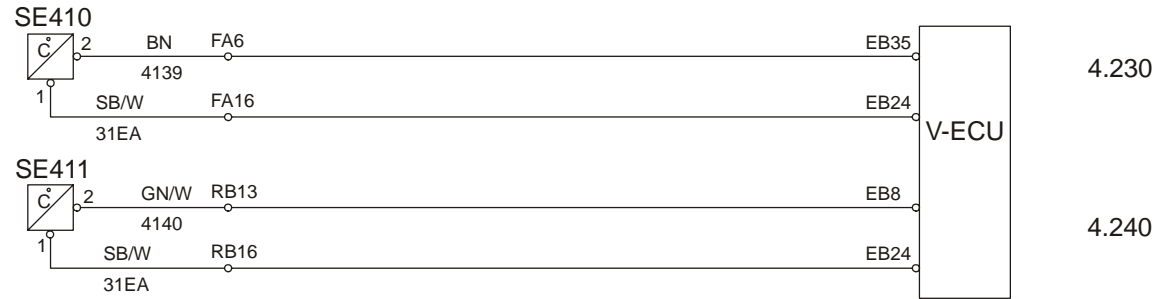 SE410
C° 2 BN FA6 EB35
4139 4.230
1 SB/W FA16 EB24
31EA V-ECU
SE411
C° 2 GN/W RB13 EB8
4140 4.240
1 SB/W RB16 EB24
31EA